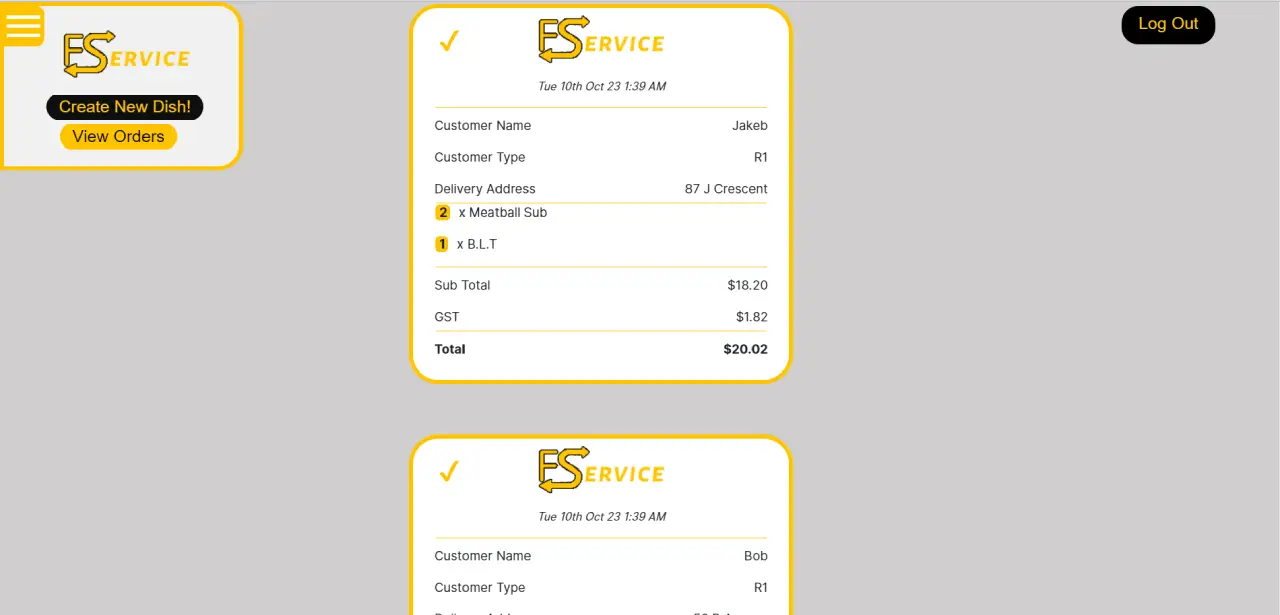 FSERVICE
Create New Dish!
View Orders
Log Out
FSERVICE
Tue 10th Oct 23 1:39 AM
Customer Name Jakeb
Customer Type R1
Delivery Address 87 J Crescent
2 x Meatball Sub
1 x B.L.T
Sub Total $18.20
GST $1.82
Total $20.02
FSERVICE
Tue 10th Oct 23 1:39 AM
Customer Name Bob
Customer Type R1